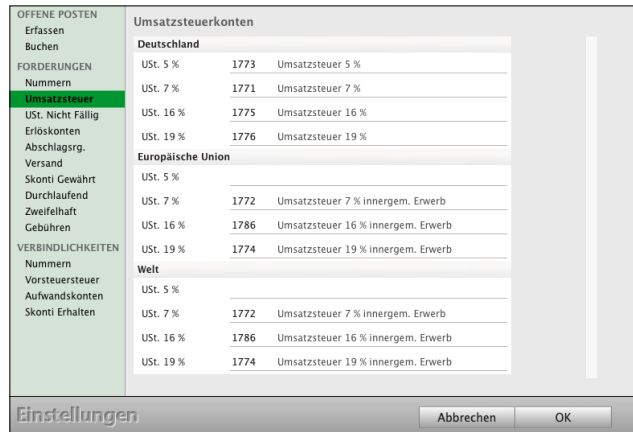 OFFENE POSTEN
Erfassen
Buchen
FORDERUNGEN
Nummern
Umsatzsteuer
USt. Nicht Fällig
Erlöskonten
Abschlagsrg.
Versand
Skonti Gewährt
Durchlaufend
Zweifelhaft
Gebühren
VERBINDLICHKEITEN
Nummern
Vorsteuersteuer
Aufwandskonten
Skonti Erhalten
Umsatzsteuerkonten
Deutschland
USt. 5 % 1773 Umsatzsteuer 5 %
USt. 7 % 1771 Umsatzsteuer 7 %
USt. 16 % 1775 Umsatzsteuer 16 %
USt. 19 % 1776 Umsatzsteuer 19 %
Europäische Union
USt. 5 %
USt. 7 % 1772 Umsatzsteuer 7 % innergem. Erwerb
USt. 16 % 1786 Umsatzsteuer 16 % innergem. Erwerb
USt. 19 % 1774 Umsatzsteuer 19 % innergem. Erwerb
Welt
USt. 5 %
USt. 7 % 1772 Umsatzsteuer 7 % innergem. Erwerb
USt. 16 % 1786 Umsatzsteuer 16 % innergem. Erwerb
USt. 19 % 1774 Umsatzsteuer 19 % innergem. Erwerb
Einstellungen
Abbrechen OK